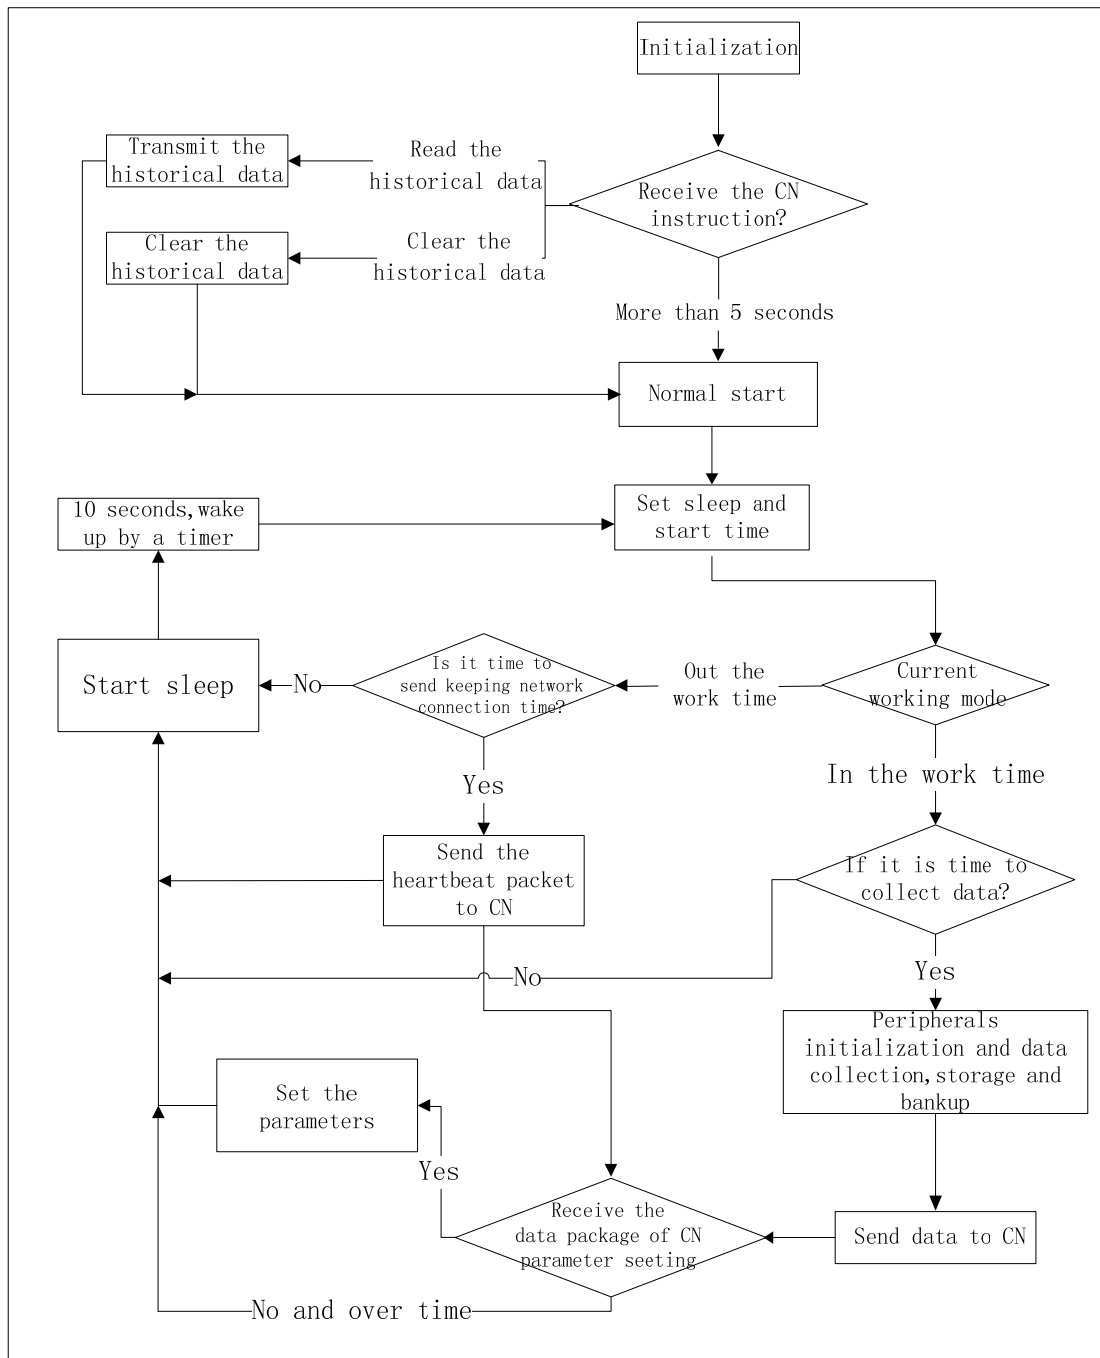 Initialization
Transmit the
historical data
Read the
historical data
Receive the CN
instruction?
Clear the
historical data
Clear the
historical data
More than 5 seconds
Normal start
10 seconds,wake
up by a timer
Set sleep and
start time
Start sleep
No
Is it time to
send keeping network
connection time?
Out the
work time
Current
working mode
Yes
In the work time
Send the
heartbeat packet
to CN
If it is time to
collect data?
No
Yes
Peripherals
initialization and data
collection,storage and
bankup
Set the
parameters
Yes
Receive the
data package of CN
parameter seeting
Send data to CN
No and over time